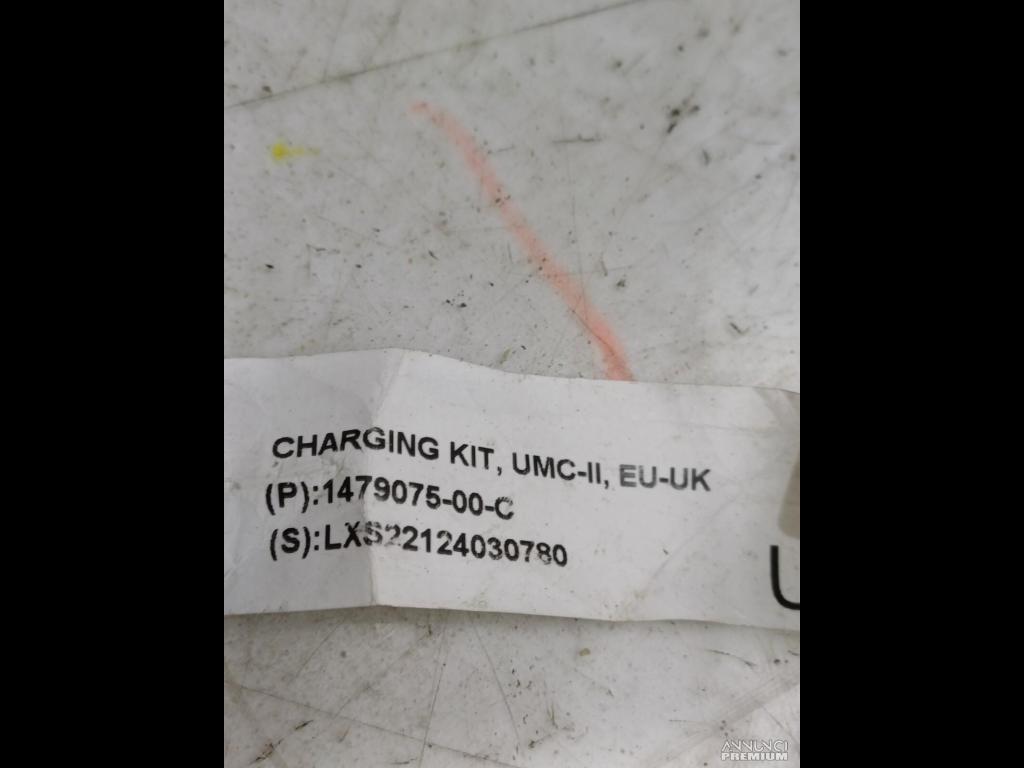 CHARGING KIT, UMC-II, EU-UK
(P):1479075-00-C
(S):LXS22124030780
U
ANNUNCI
PREMIUM